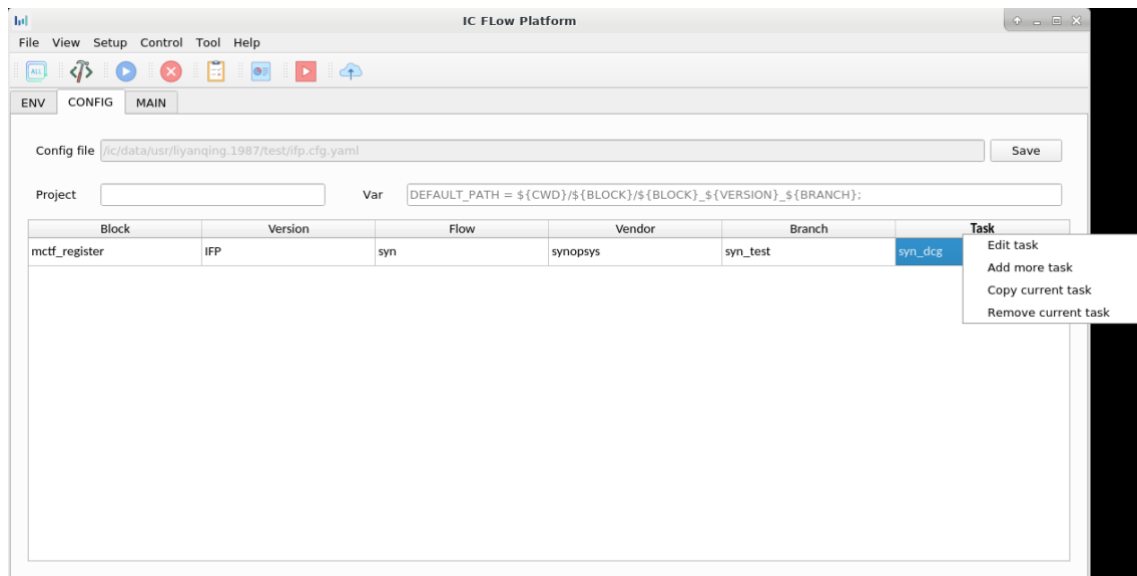 IC FLow Platform
File View Setup Control Tool Help
ALL
ENV CONFIG MAIN
Config file /ic/data/usr/liyanqing.1987/test/ifp.cfg.yaml Save
Project Var DEFAULT_PATH = ${CWD}/${BLOCK}/${BLOCK}_${VERSION}_${BRANCH};
Block Version Flow Vendor Branch Task
mctf_register IFP syn synopsys syn_test syn_dcg
Edit task
Add more task
Copy current task
Remove current task